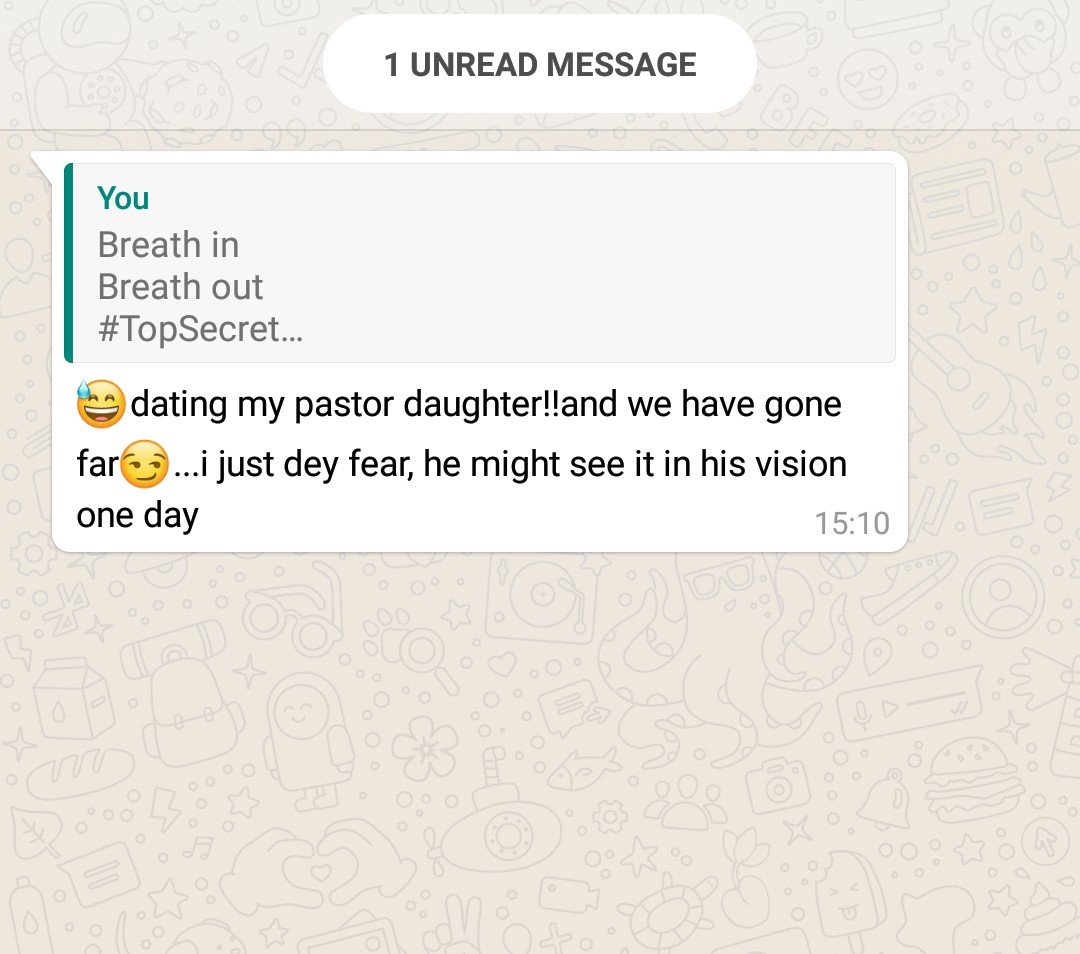 1 UNREAD MESSAGE
You
Breath in
Breath out
#TopSecret...
😅dating my pastor daughter!!and we have gone
far😏...i just dey fear, he might see it in his vision
one day
15:10